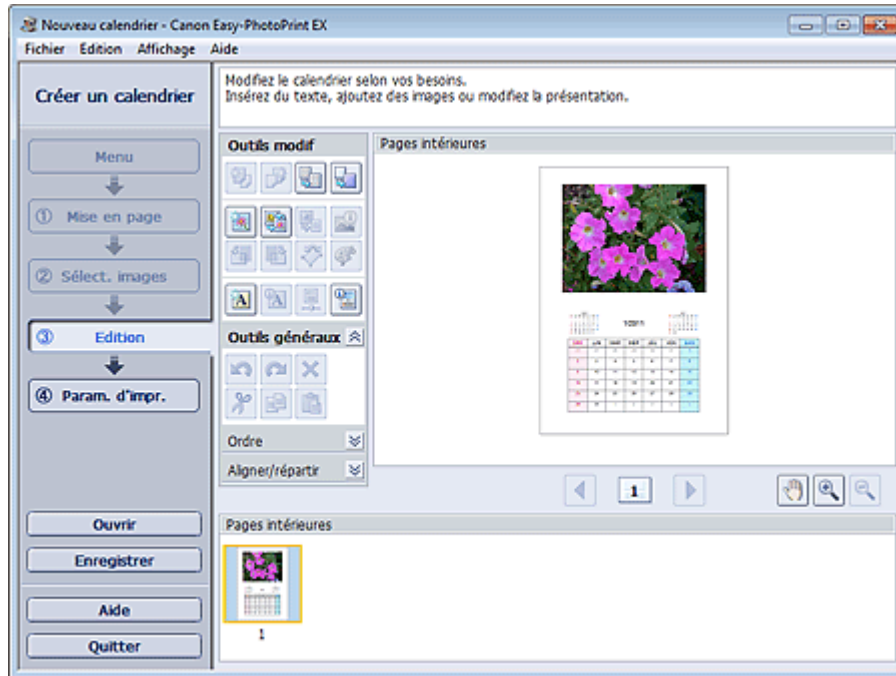 Nouveau calendrier - Canon Easy-PhotoPrint EX
Fichier Edition Affichage Aide
Créer un calendrier
Modifiez le calendrier selon vos besoins.
Insérez du texte, ajoutez des images ou modifiez la présentation.
Menu
① Mise en page
② Sélect. images
③ Edition
④ Param. d'impr.
Ouvrir
Enregistrer
Aide
Quitter
Outils modif
Outils généraux
Ordre
Aligner/répartir
Pages intérieures
1
Pages intérieures
1